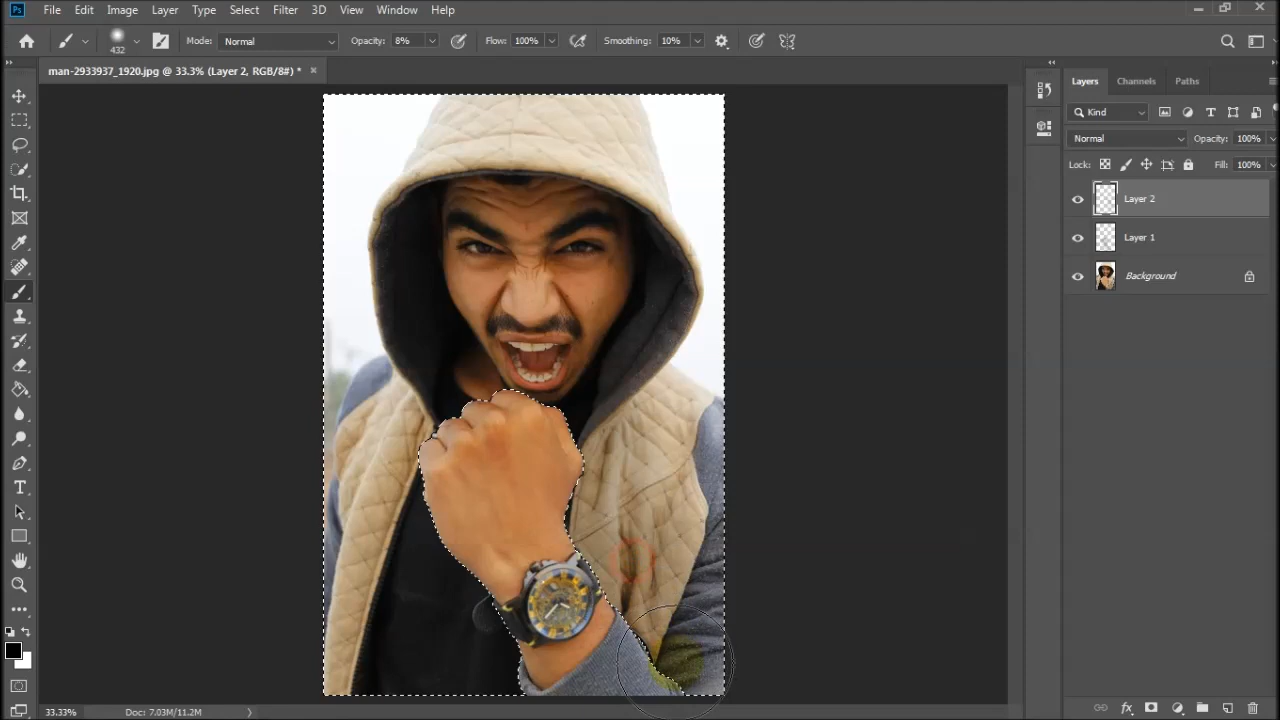 Ps File Edit Image Layer Type Select Filter 3D View Window Help
432 Mode: Normal Opacity: 8% Flow: 100% Smoothing: 10%
man-2933937_1920.jpg @ 33.3% (Layer 2, RGB/8#) * ×
Layers Channels Paths
Kind
Normal Opacity: 100%
Lock: Fill: 100%
Layer 2
Layer 1
Background
T
33.33% Doc: 7.03M/11.2M
fx